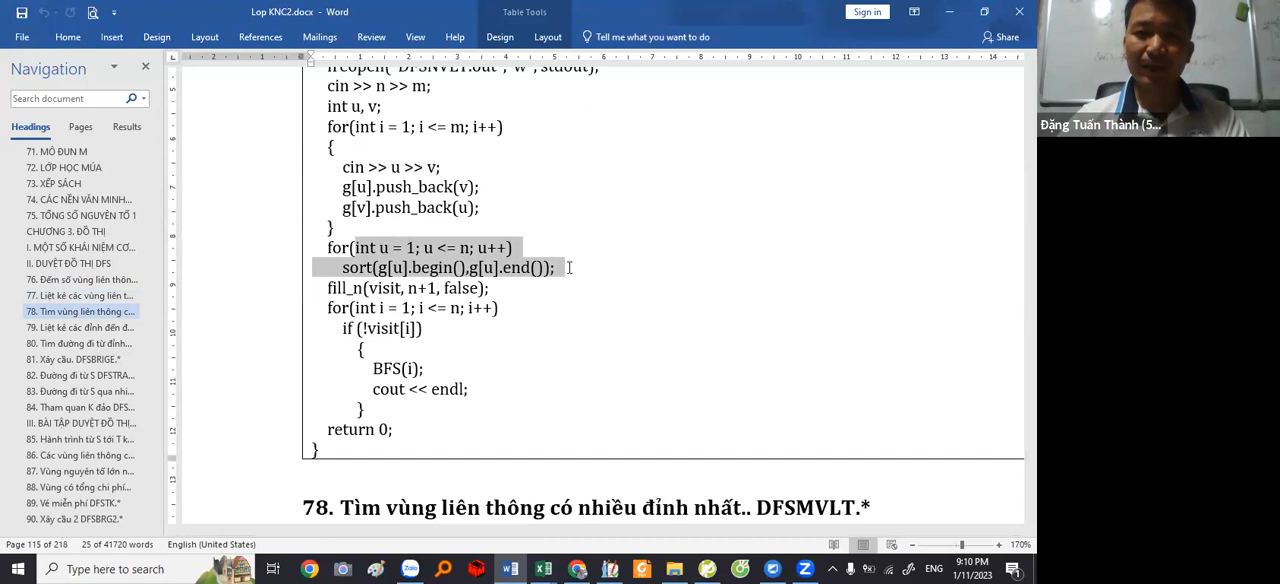 Lop KNC2.docx - Word
Table Tools
Sign in
File Home Insert Design Layout References Mailings Review View Help Design Layout Tell me what you want to do Share
Navigation
Search document
Headings Pages Results
71. MÔ ĐUN M
72. LỚP HỌC MÚA
73. XẾP SÁCH
74. CÁC NỀN VĂN MINH...
75. TỔNG SỐ NGUYÊN TỐ 1
CHƯƠNG 3. ĐỒ THỊ
I. MỘT SỐ KHÁI NIỆM CƠ...
II. DUYỆT ĐỒ THỊ DFS
76. Đếm số vùng liên thông...
77. Liệt kê các vùng liên t...
78. Tìm vùng liên thông c...
79. Liệt kê các đỉnh đến đ...
80. Tìm đường đi từ đỉnh...
81. Xây cầu. DFSBRIGE.*
82. Đường đi từ S DFSTRA...
83. Đường đi từ S qua nhi...
84. Tham quan K đảo DFS...
III. BÀI TẬP DUYỆT ĐỒ THỊ...
85. Hành trình từ S tới T k...
86. Các vùng liên thông c...
87. Vùng nguyên tố lớn n...
88. Vùng có tổng chi phí...
89. Vé miễn phí DFSTK.*
90. Xây cầu 2 DFSBRG2.*
freopen("DFSNVLT.out", "w", stdout);
cin >> n >> m;
int u, v;
for(int i = 1; i <= m; i++)
{
cin >> u >> v;
g[u].push_back(v);
g[v].push_back(u);
}
for(int u = 1; u <= n; u++)
sort(g[u].begin(),g[u].end());
fill_n(visit, n+1, false);
for(int i = 1; i <= n; i++)
if (!visit[i])
{
BFS(i);
cout << endl;
}
return 0;
}
78. Tìm vùng liên thông có nhiều đỉnh nhất.. DFSMVLT.*
Đặng Tuấn Thành (5...
Page 115 of 218 25 of 41720 words English (United States) 170%
Type here to search
ENG
9:10 PM
1/11/2023